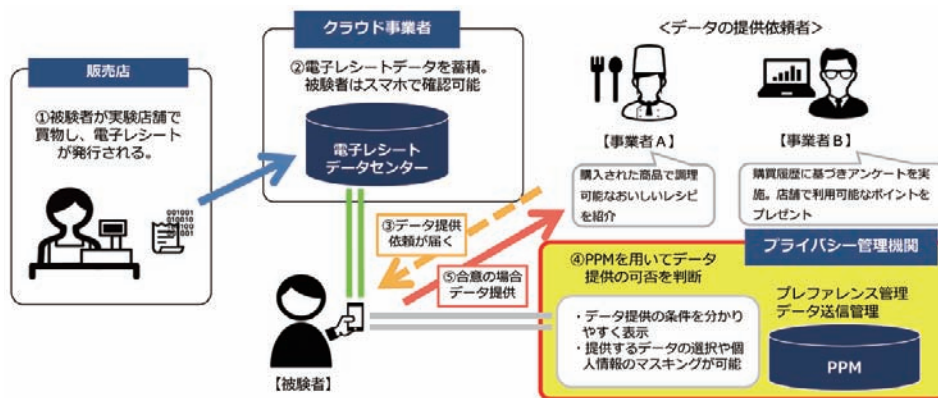 販売店
①被験者が実験店舗で
買物し、電子レシート
が発行される。
001001
010010
クラウド事業者
②電子レシートデータを蓄積。
被験者はスマホで確認可能
電子レシート
データセンター
③データ提供
依頼が届く
⑤合意の場合
データ提供
【被験者】
<データの提供依頼者>
【事業者A】
購入された商品で調理
可能なおいしいレシピ
を紹介
【事業者B】
購買履歴に基づきアンケートを実
施。店舗で利用可能なポイントを
プレゼント
プライバシー管理機関
④PPMを用いてデータ
提供の可否を判断
・データ提供の条件を分かり
やすく表示
・提供するデータの選択や個
人情報のマスキングが可能
プレファレンス管理
データ送信管理
PPM